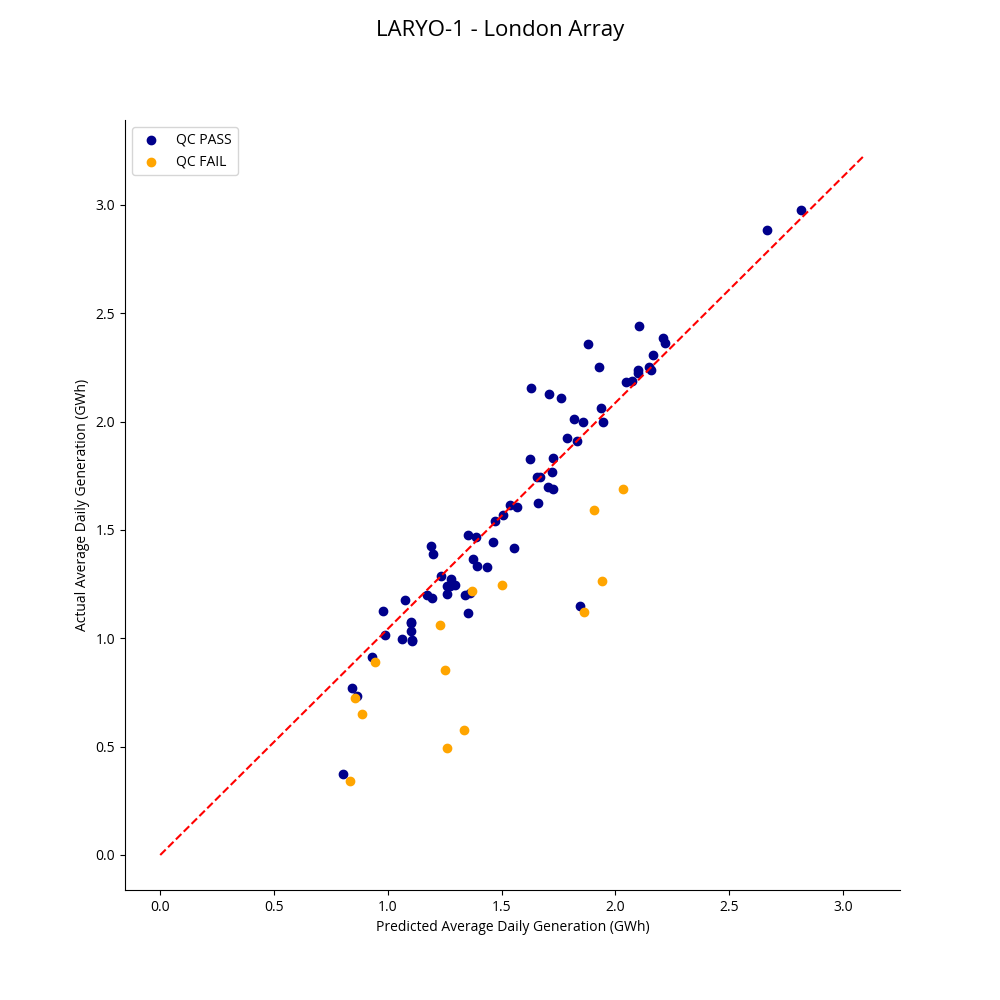 LARYO-1 - London Array
QC PASS
QC FAIL
3.0
2.5
2.0
1.5
1.0
0.5
0.0
Actual Average Daily Generation (GWh)
0.0 0.5 1.0 1.5 2.0 2.5 3.0
Predicted Average Daily Generation (GWh)